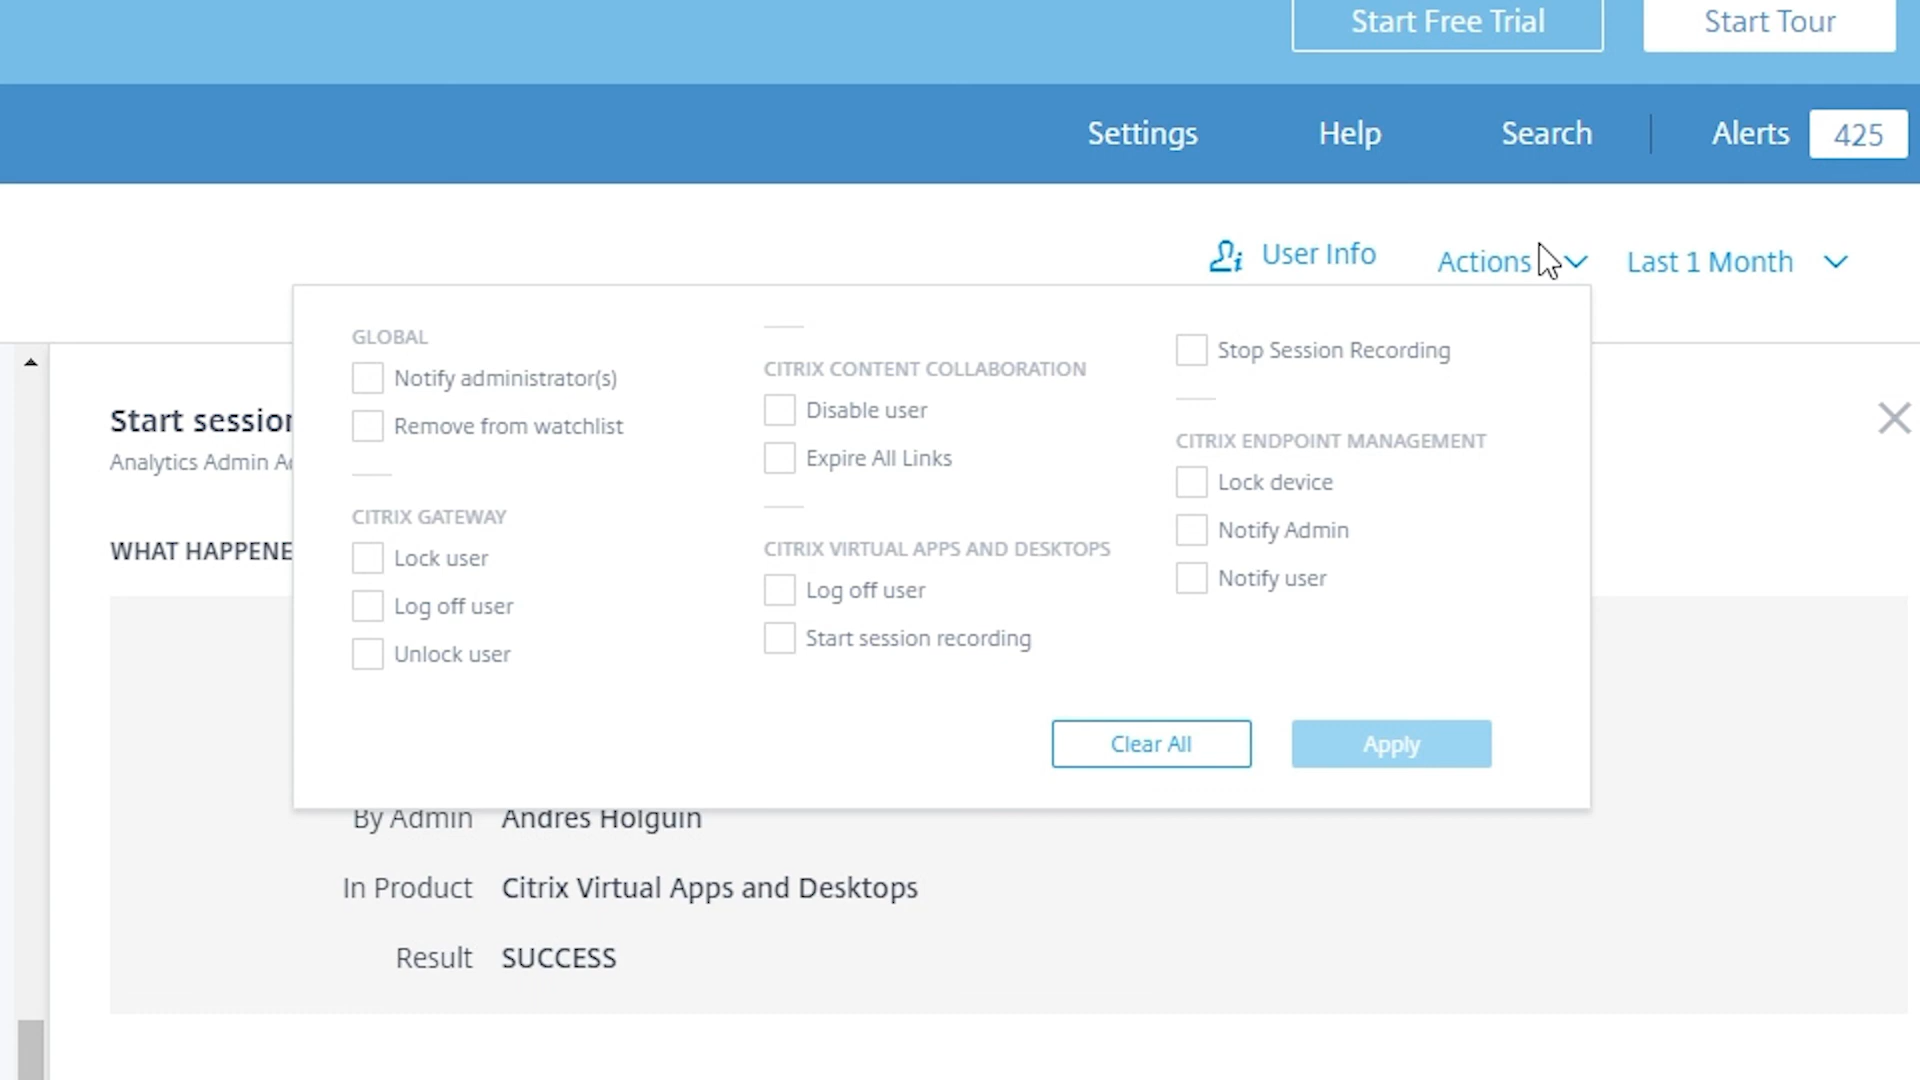 Start Free Trial
Start Tour
Settings
Help
Search
Alerts
425
User Info
Actions
Last 1 Month
GLOBAL
Notify administrator(s)
Remove from watchlist
CITRIX GATEWAY
Lock user
Log off user
Unlock user
CITRIX CONTENT COLLABORATION
Disable user
Expire All Links
CITRIX VIRTUAL APPS AND DESKTOPS
Log off user
Start session recording
Stop Session Recording
CITRIX ENDPOINT MANAGEMENT
Lock device
Notify Admin
Notify user
Clear All
Apply
Start session
Analytics Admin
WHAT HAPPENE
By Admin Andres Holguin
In Product Citrix Virtual Apps and Desktops
Result SUCCESS